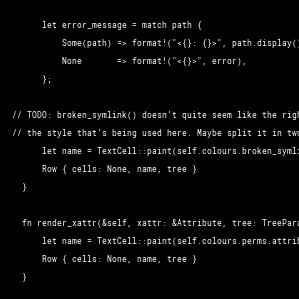 let error_message = match path {
Some(path) => format!("<{}: {}>", path.display()
None => format!("<{}>", error),
};
// TODO: broken_symlink() doesn't quite seem like the righ
// the style that's being used here. Maybe split it in two
let name = TextCell::paint(self.colours.broken_symli
Row { cells: None, name, tree }
}
fn render_xattr(&self, xattr: &Attribute, tree: TreePara
let name = TextCell::paint(self.colours.perms.attrib
Row { cells: None, name, tree }
}